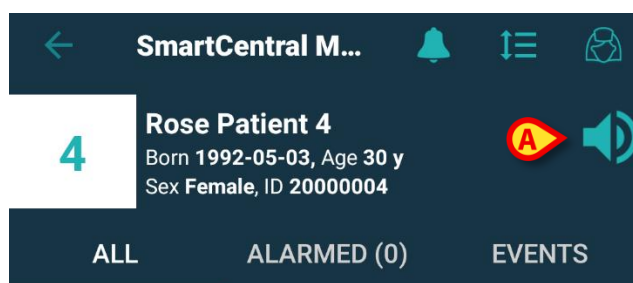 SmartCentral M...
4
Rose Patient 4
Born 1992-05-03, Age 30 y
Sex Female, ID 20000004
A
ALL ALARMED (0) EVENTS